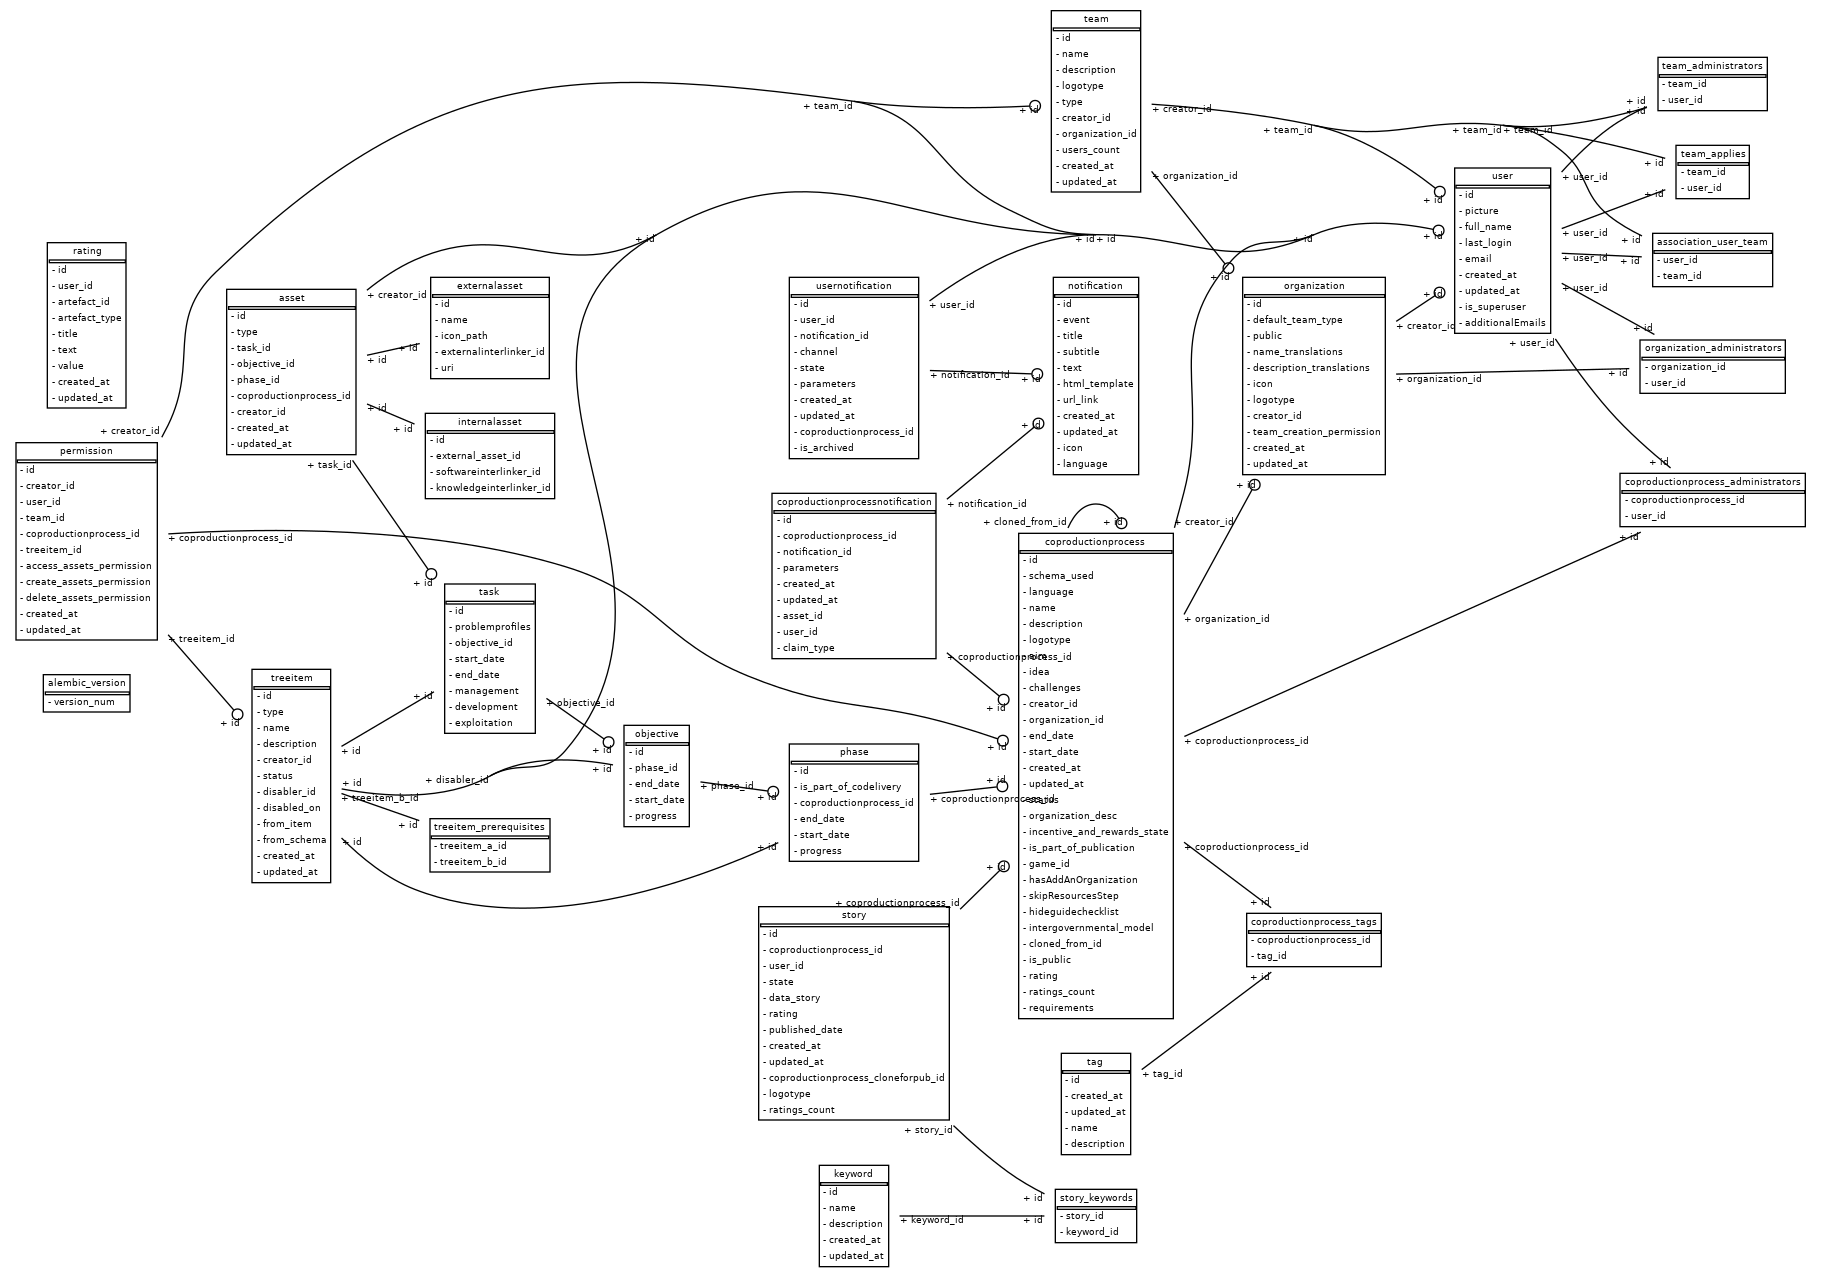 team
- id
- name
- description
- logotype
- type
- creator_id
- organization_id
- users_count
- created_at
- updated_at
+ team_id
+ id
+ creator_id
+ organization_id
+ id
+ team_id
+ id
+ team_id
+ team_id
+ id
+ id
team_administrators
- team_id
- user_id
team_applies
- team_id
- user_id
+ id
+ id
user
- id
- picture
- full_name
- last_login
- email
- created_at
- updated_at
- is_superuser
- additionalEmails
+ user_id
+ user_id
+ user_id
+ user_id
+ user_id
+ id
+ id
+ id
+ id
+ id
association_user_team
- user_id
- team_id
organization_administrators
- organization_id
- user_id
+ id
rating
- id
- user_id
- artefact_id
- artefact_type
- title
- text
- value
- created_at
- updated_at
asset
- id
- type
- task_id
- objective_id
- phase_id
- coproductionprocess_id
- creator_id
- created_at
- updated_at
+ creator_id
+ id
+ id
+ id
+ id
+ id
+ task_id
externalasset
- id
- name
- icon_path
- externalinterlinker_id
- uri
internalasset
- id
- external_asset_id
- softwareinterlinker_id
- knowledgeinterlinker_id
usernotification
- id
- user_id
- notification_id
- channel
- state
- parameters
- created_at
- updated_at
- coproductionprocess_id
- is_archived
+ id
+ id
+ id
+ user_id
+ notification_id
+ id
+ id
notification
- id
- event
- title
- subtitle
- text
- html_template
- url_link
- created_at
- updated_at
- icon
- language
organization
- id
- default_team_type
- public
- name_translations
- description_translations
- icon
- logotype
- creator_id
- team_creation_permission
- created_at
- updated_at
+ creator_id
+ organization_id
+ id
+ creator_id
permission
- id
- creator_id
- user_id
- team_id
- coproductionprocess_id
- treeitem_id
- access_assets_permission
- create_assets_permission
- delete_assets_permission
- created_at
- updated_at
+ coproductionprocess_id
+ treeitem_id
+ id
coproductionprocessnotification
- id
- coproductionprocess_id
- notification_id
- parameters
- created_at
- updated_at
- asset_id
- user_id
- claim_type
+ notification_id
+ coproductionprocess_id
+ id
+ id
+ cloned_from_id
+ id
+ creator_id
+ id
+ organization_id
coproductionprocess
- id
- schema_used
- language
- name
- description
- logotype
- aim
- idea
- challenges
- creator_id
- organization_id
- end_date
- start_date
- created_at
- updated_at
- status
- organization_desc
- incentive_and_rewards_state
- is_part_of_publication
- game_id
- hasAddAnOrganization
- skipResourcesStep
- hideguidechecklist
- intergovernmental_model
- cloned_from_id
- is_public
- rating
- ratings_count
- requirements
+ id
coproductionprocess_administrators
- coproductionprocess_id
- user_id
+ id
+ coproductionprocess_id
+ coproductionprocess_id
+ id
coproductionprocess_tags
- coproductionprocess_id
- tag_id
+ id
alembic_version
- version_num
+ id
task
- id
- problemprofiles
- objective_id
- start_date
- end_date
- management
- development
- exploitation
+ id
+ objective_id
+ id
treeitem
- id
- type
- name
- description
- creator_id
- status
- disabler_id
- disabled_on
- from_item
- from_schema
- created_at
- updated_at
+ id
+ id
+ disabler_id
+ treeitem_b_id
+ id
+ id
+ id
treeitem_prerequisites
- treeitem_a_id
- treeitem_b_id
objective
- id
- phase_id
- end_date
- start_date
- progress
+ phase_id
+ id
+ id
phase
- id
- is_part_of_codelivery
- coproductionprocess_id
- end_date
- start_date
- progress
+ id
+ coproductionprocess_id
+ id
+ coproductionprocess_id
story
- id
- coproductionprocess_id
- user_id
- state
- data_story
- rating
- published_date
- created_at
- updated_at
- coproductionprocess_cloneforpub_id
- logotype
- ratings_count
+ story_id
tag
- id
- created_at
- updated_at
- name
- description
+ tag_id
keyword
- id
- name
- description
- created_at
- updated_at
+ keyword_id
+ id
+ id
story_keywords
- story_id
- keyword_id